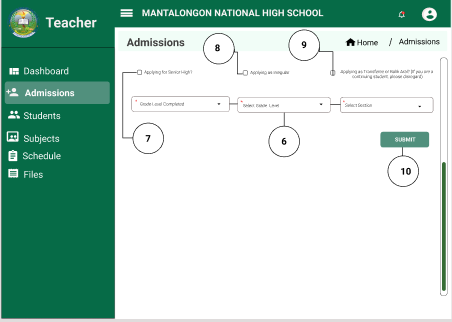 Teacher
MANTALONGON NATIONAL HIGH SCHOOL
Admissions
Home / Admissions
8
9
Dashboard
Admissions
Students
Subjects
Schedule
Files
Applying for Senior High?
Applying as Irregular
Applying as Transferee or Balik Aral? (If you are a
continuing student, please disregard).
* Grade Level Completed
* Select Grade Level
* Select Section
7
6
SUBMIT
10